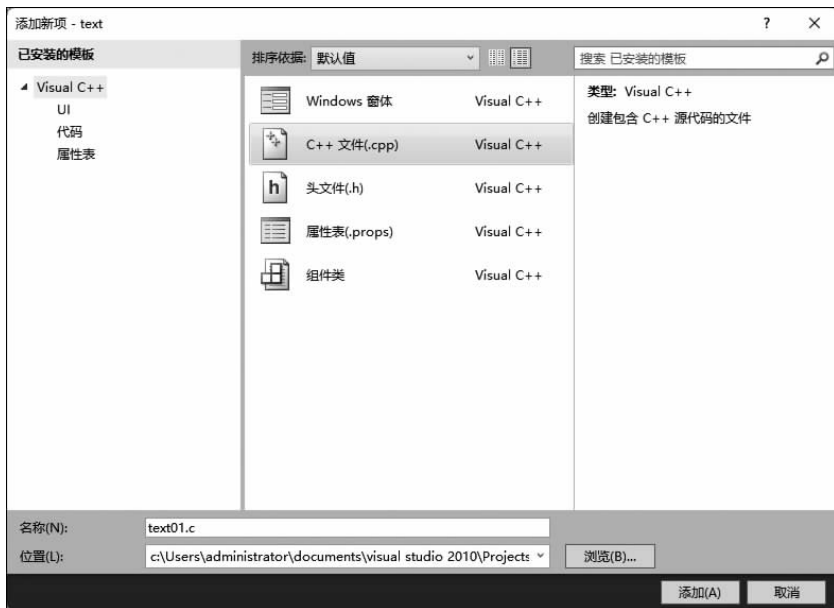 添加新项 - text
? ×
已安装的模板
Visual C++
UI
代码
属性表
排序依据: 默认值
Windows 窗体 Visual C++
C++ 文件(.cpp) Visual C++
头文件(.h) Visual C++
属性表(.props) Visual C++
组件类 Visual C++
搜索 已安装的模板
类型: Visual C++
创建包含 C++ 源代码的文件
名称(N): text01.c
位置(L): c:\Users\administrator\documents\visual studio 2010\Projects 浏览(B)...
添加(A) 取消